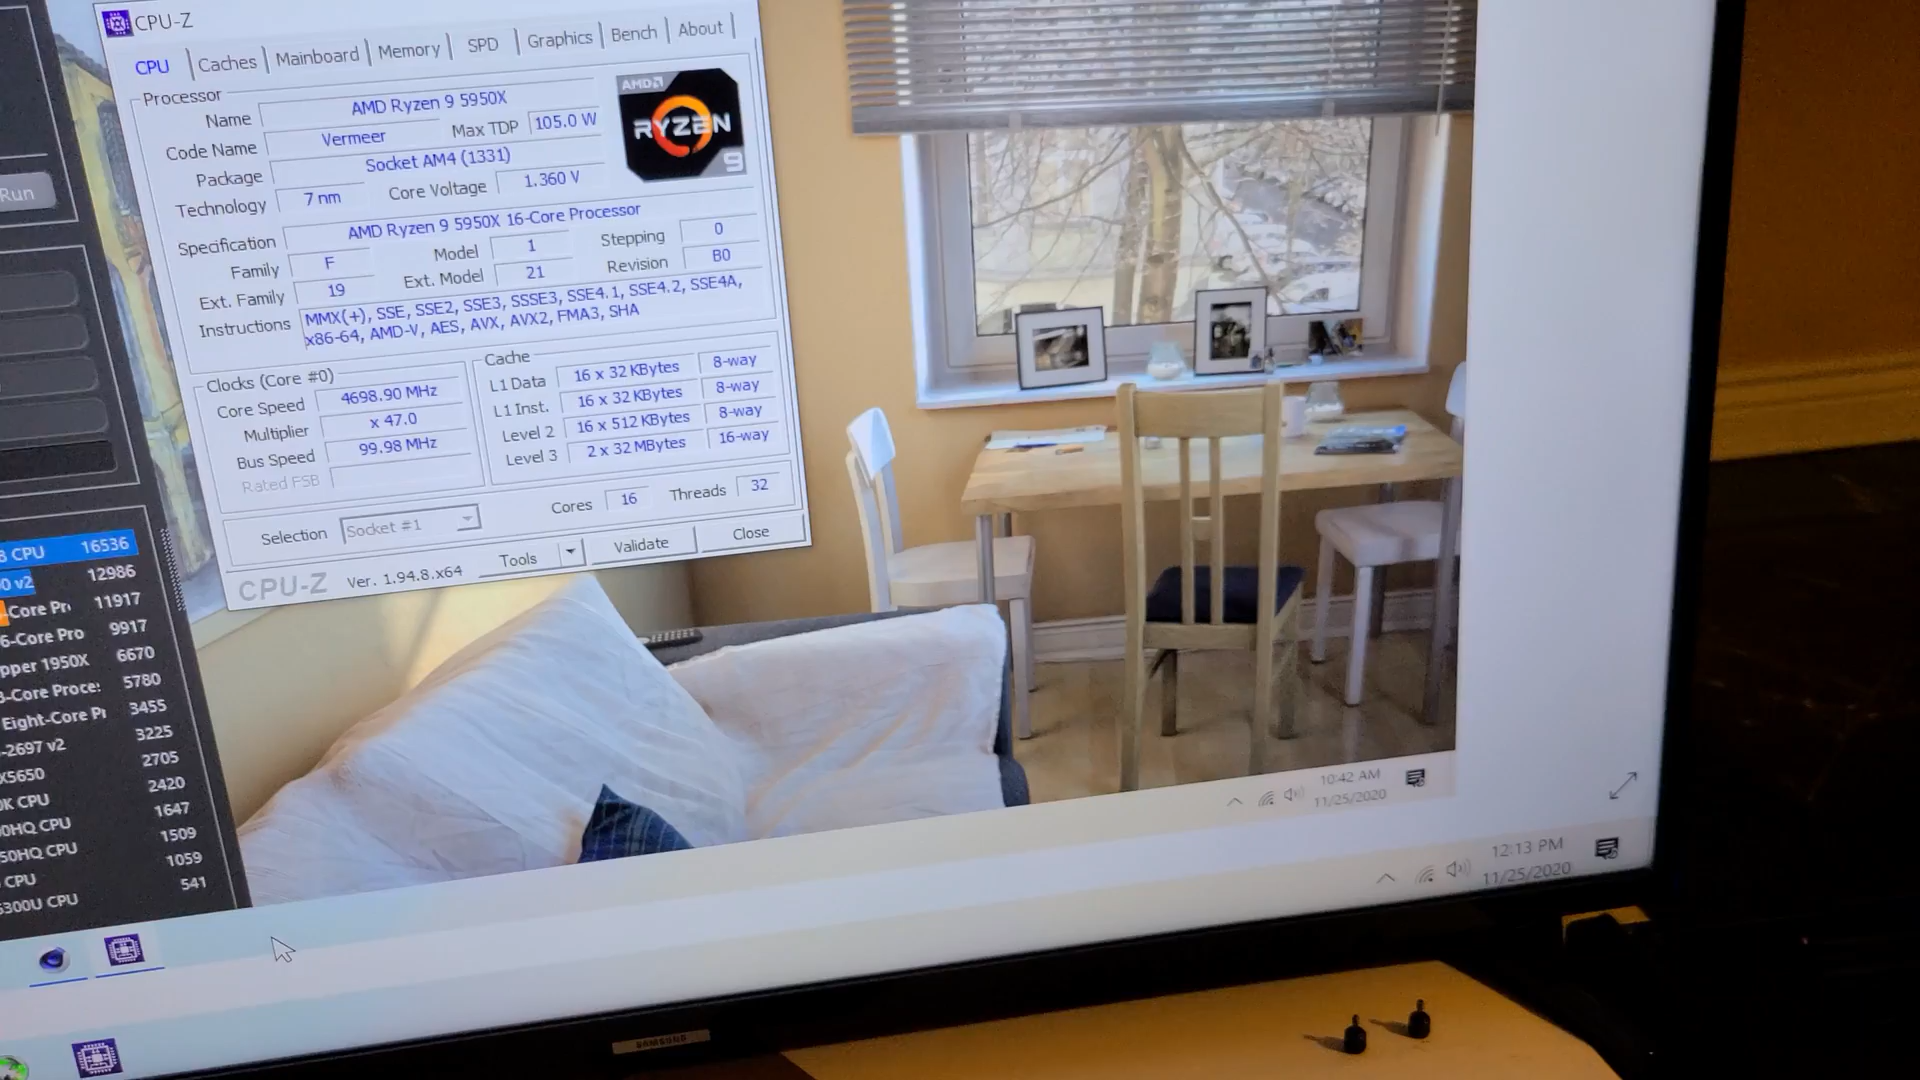 CPU-Z
CPU Caches Mainboard Memory SPD Graphics Bench About
Processor
Name AMD Ryzen 9 5950X
Code Name Vermeer Max TDP 105.0 W
Package Socket AM4 (1331)
Technology 7 nm Core Voltage 1.360 V
AMD RYZEN 9
Specification AMD Ryzen 9 5950X 16-Core Processor
Family F Model 1 Stepping 0
Ext. Family 19 Ext. Model 21 Revision B0
Instructions MMX(+), SSE, SSE2, SSE3, SSSE3, SSE4.1, SSE4.2, SSE4A,
x86-64, AMD-V, AES, AVX, AVX2, FMA3, SHA
Clocks (Core #0)
Core Speed 4698.90 MHz
Multiplier x 47.0
Bus Speed 99.98 MHz
Rated FSB
Cache
L1 Data 16 x 32 KBytes 8-way
L1 Inst. 16 x 32 KBytes 8-way
Level 2 16 x 512 KBytes 8-way
Level 3 2 x 32 MBytes 16-way
Selection Socket #1 Cores 16 Threads 32
CPU-Z Ver. 1.94.8.x64 Tools Validate Close
Run
8 CPU 16536
0 v2 12986
-Core Pr 11917
6-Core Pro 9917
pper 1950X 6670
-Core Proce: 5780
Eight-Core Pr 3455
-2697 v2 3225
X5650 2705
0K CPU 2420
0HQ CPU 1647
50HQ CPU 1509
CPU 1059
5300U CPU 541
10:42 AM
11/25/2020
12:13 PM
11/25/2020
SAMSUNG